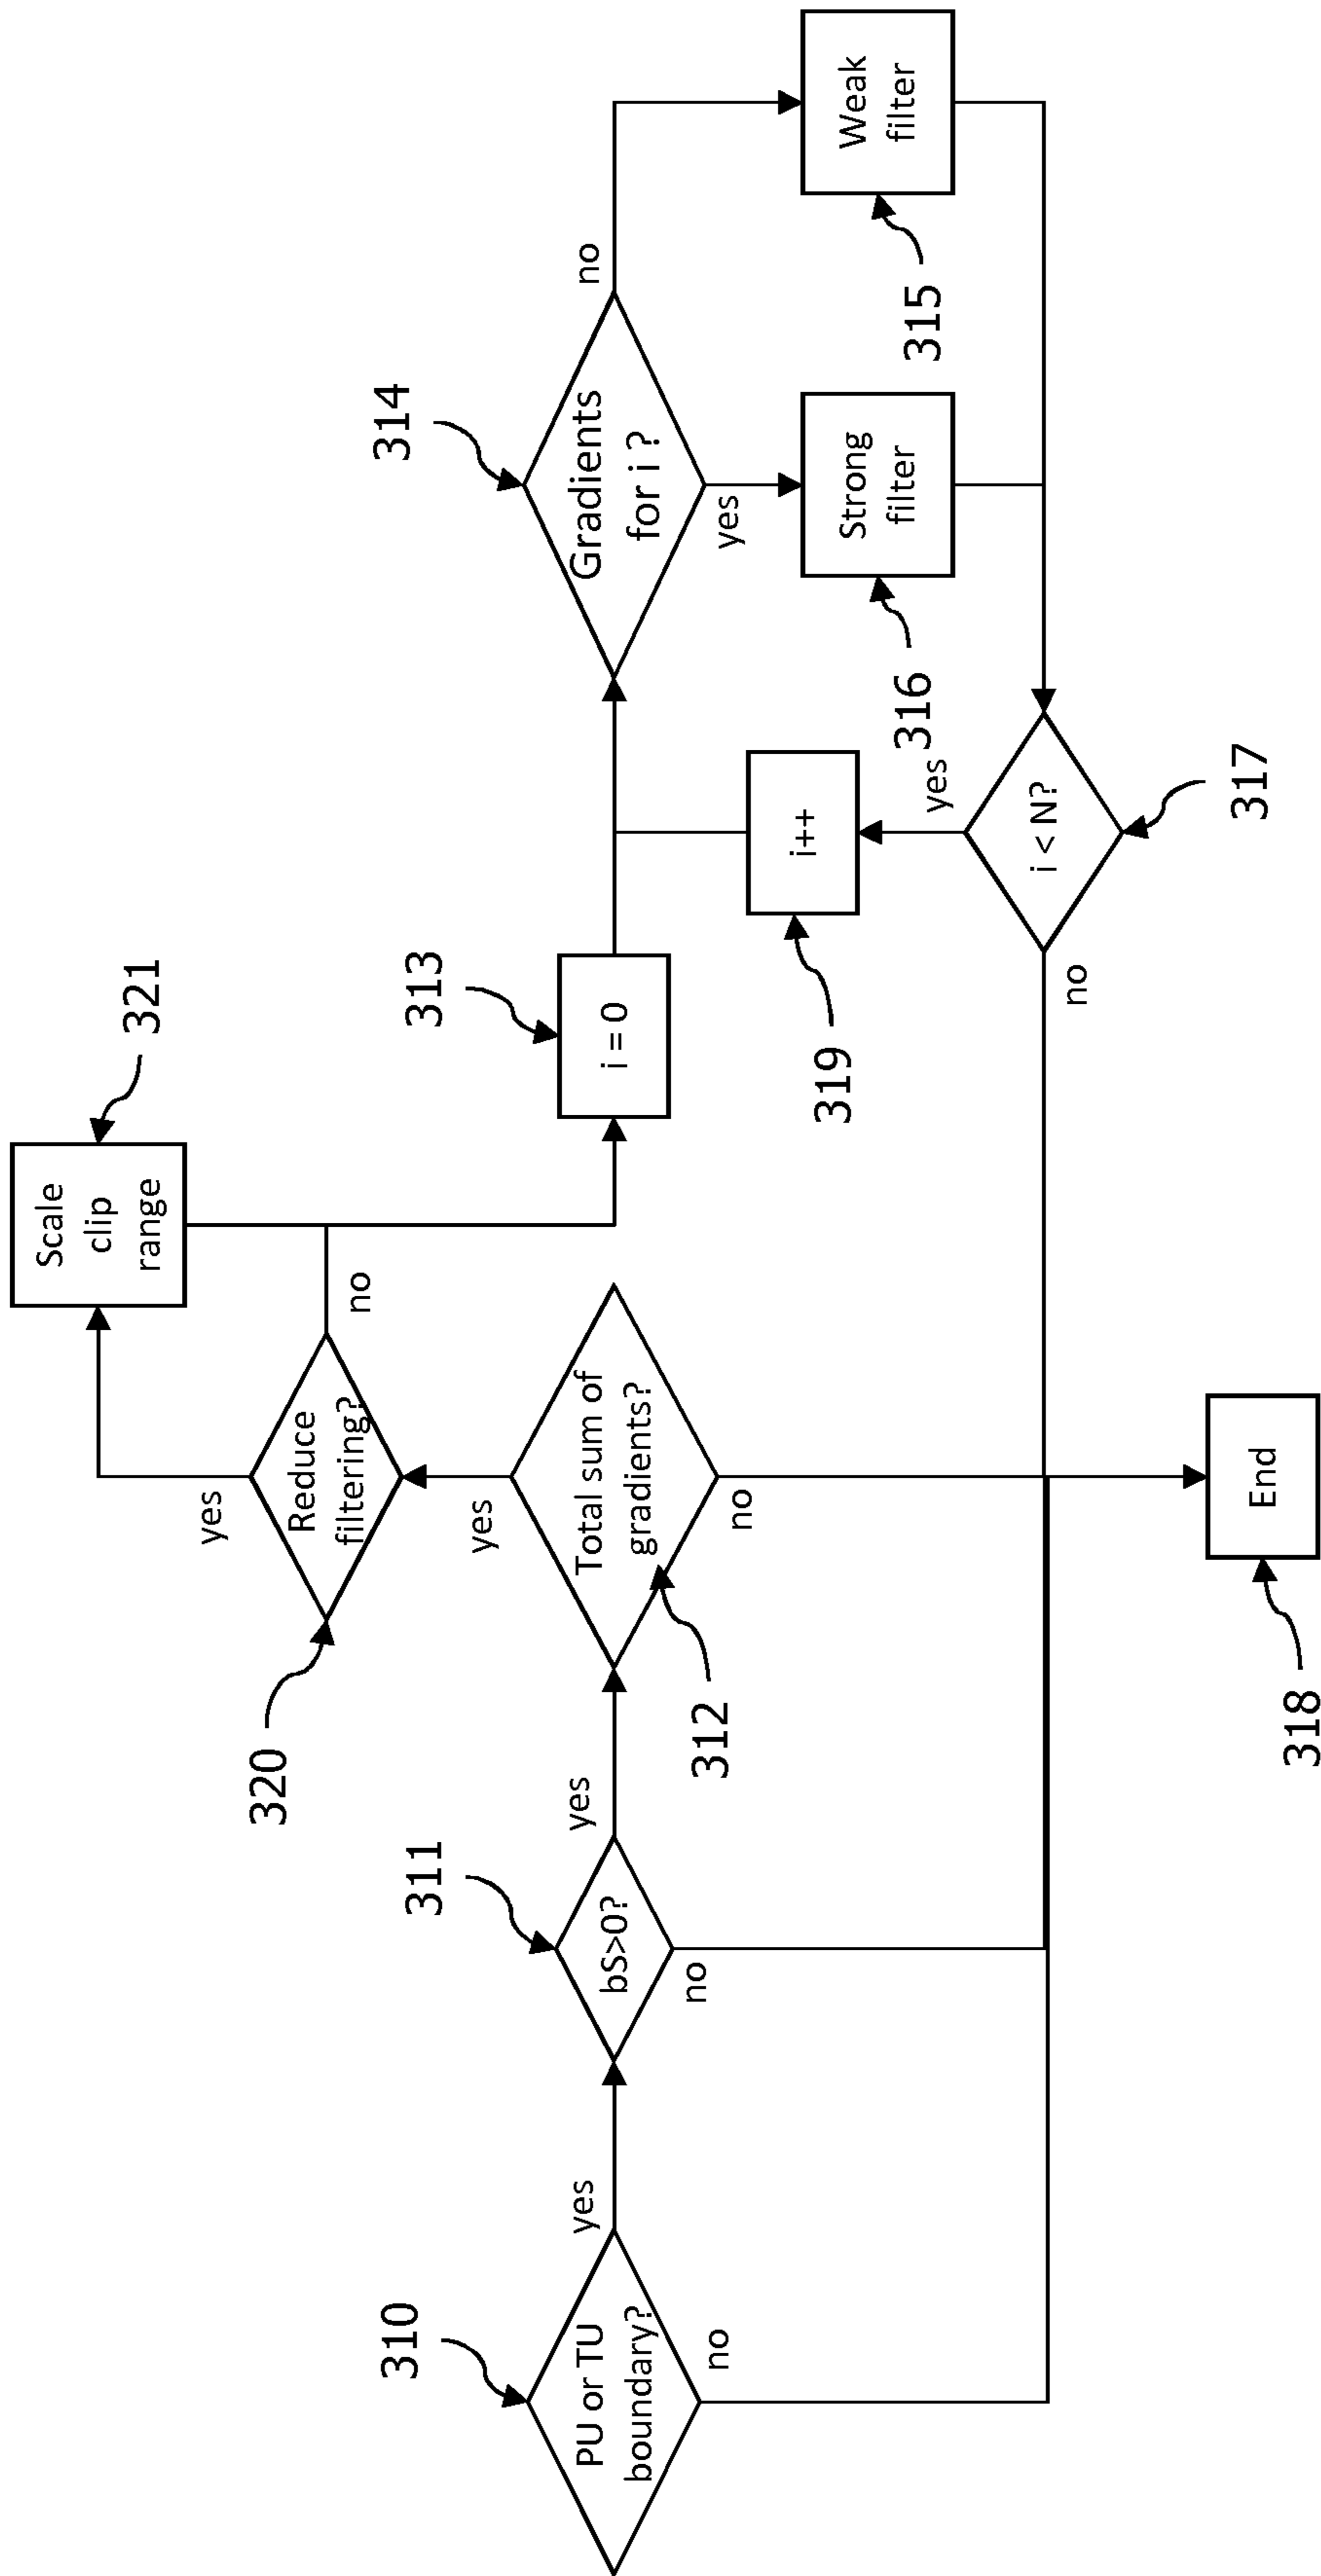 310
PU or TU
boundary?
yes
no
311
bS>0?
yes
no
312
Total sum of
gradients?
yes
no
320
Reduce
filtering?
yes
no
321
Scale
clip
range
313
i = 0
314
Gradients
for i ?
yes
no
316
Strong
filter
315
Weak
filter
317
i < N?
yes
no
319
i++
318
End